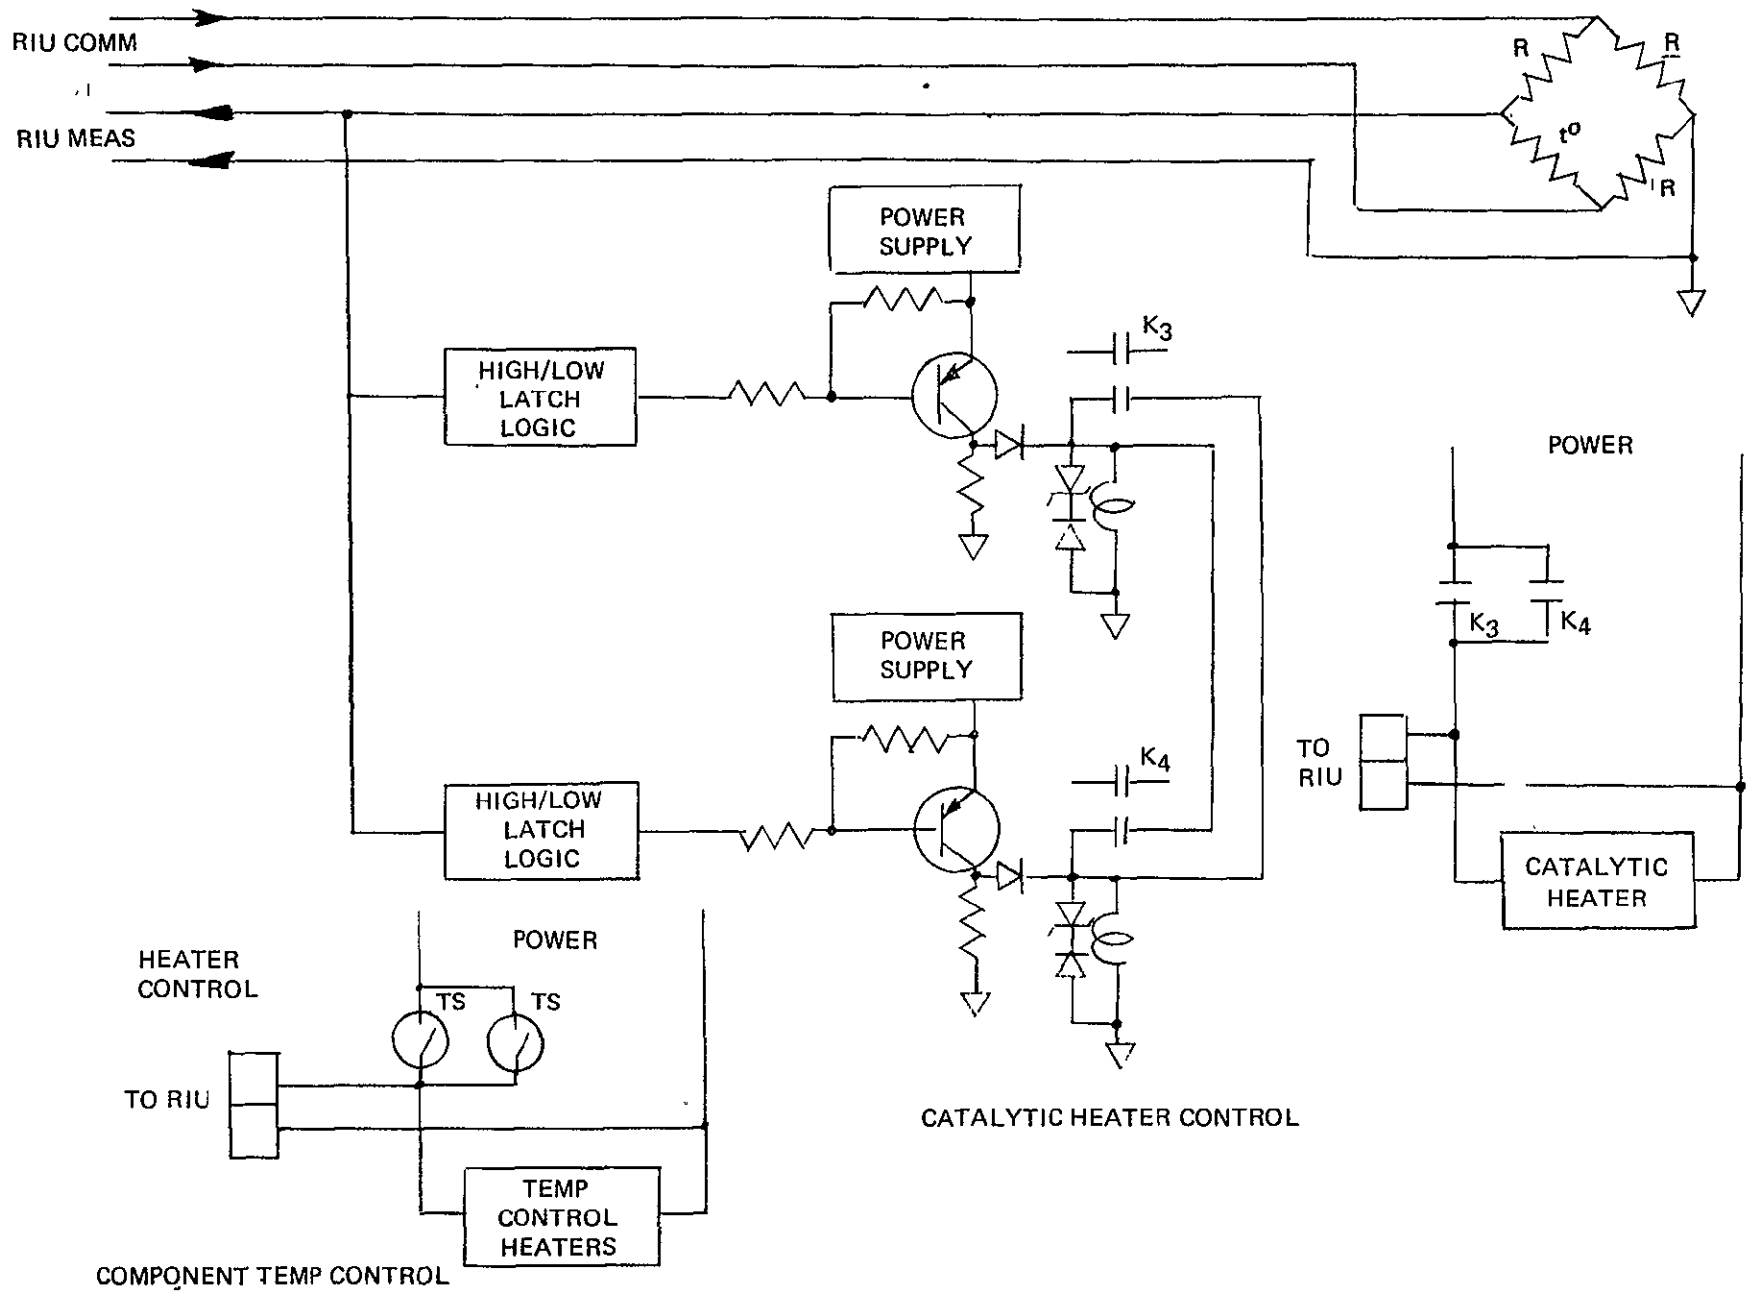 RIU COMM
RIU MEAS
R
R
t°
R
POWER
SUPPLY
K3
HIGH/LOW
LATCH
LOGIC
POWER
K3
K4
POWER
SUPPLY
TO
RIU
K4
HIGH/LOW
LATCH
LOGIC
CATALYTIC
HEATER
POWER
HEATER
CONTROL
TS
TS
TO RIU
CATALYTIC HEATER CONTROL
TEMP
CONTROL
HEATERS
COMPONENT TEMP CONTROL